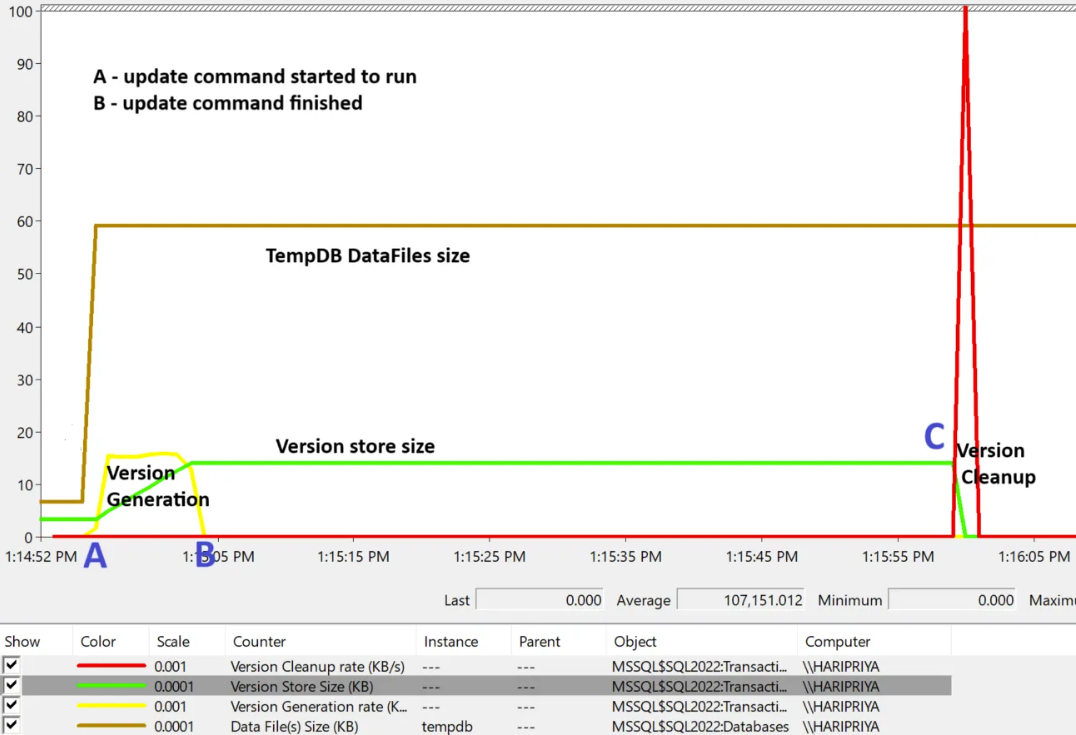 100
90
A - update command started to run
B - update command finished
80
70
60
TempDB DataFiles size
50
40
30
20
C
Version store size
Version
Version
Cleanup
10
Generation
0
1:14:52 PM A B 05 PM 1:15:15 PM 1:15:25 PM 1:15:35 PM 1:15:45 PM 1:15:55 PM 1:16:05 PM
Last 0.000 Average 107,151.012 Minimum 0.000 Maximu
Show Color Scale Counter Instance Parent Object Computer
0.001 Version Cleanup rate (KB/s) --- --- MSSQL$SQL2022:Transacti... \\HARIPRIYA
0.0001 Version Store Size (KB) --- --- MSSQL$SQL2022:Transacti... \\HARIPRIYA
0.001 Version Generation rate (K... --- --- MSSQL$SQL2022:Transacti... \\HARIPRIYA
0.0001 Data File(s) Size (KB) tempdb --- MSSQL$SQL2022:Databases \\HARIPRIYA